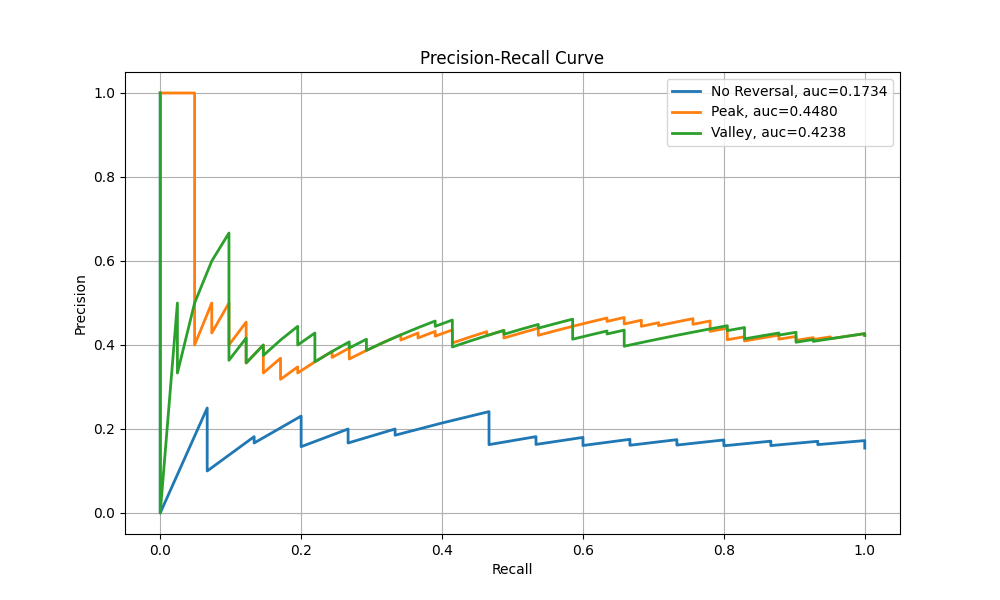 Precision-Recall Curve
No Reversal, auc=0.1734
Peak, auc=0.4480
Valley, auc=0.4238
Precision
1.0
0.8
0.6
0.4
0.2
0.0
0.0 0.2 0.4 0.6 0.8 1.0
Recall